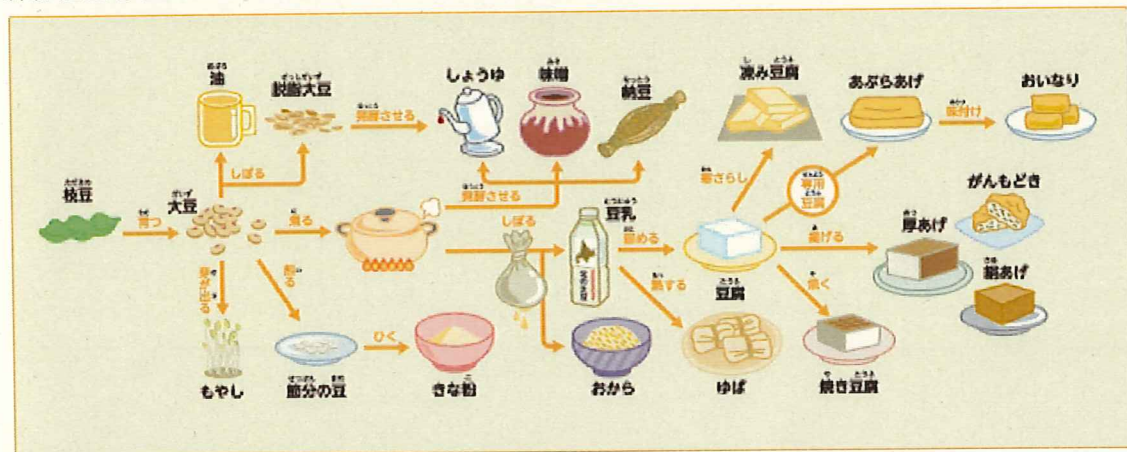 油
脱脂大豆
しょうゆ
味噌
納豆
凍み豆腐
あぶらあげ
おいなり
発酵させる
味付け
しぼる
枝豆
育つ
大豆
煮る
発酵させる
しぼる
豆乳
寒ざらし
専用
豆腐
がんもどき
固める
揚げる
厚あげ
絹あげ
芽が出る
煎る
熱する
豆腐
焼く
ひく
もやし
節分の豆
きな粉
おから
ゆば
焼き豆腐